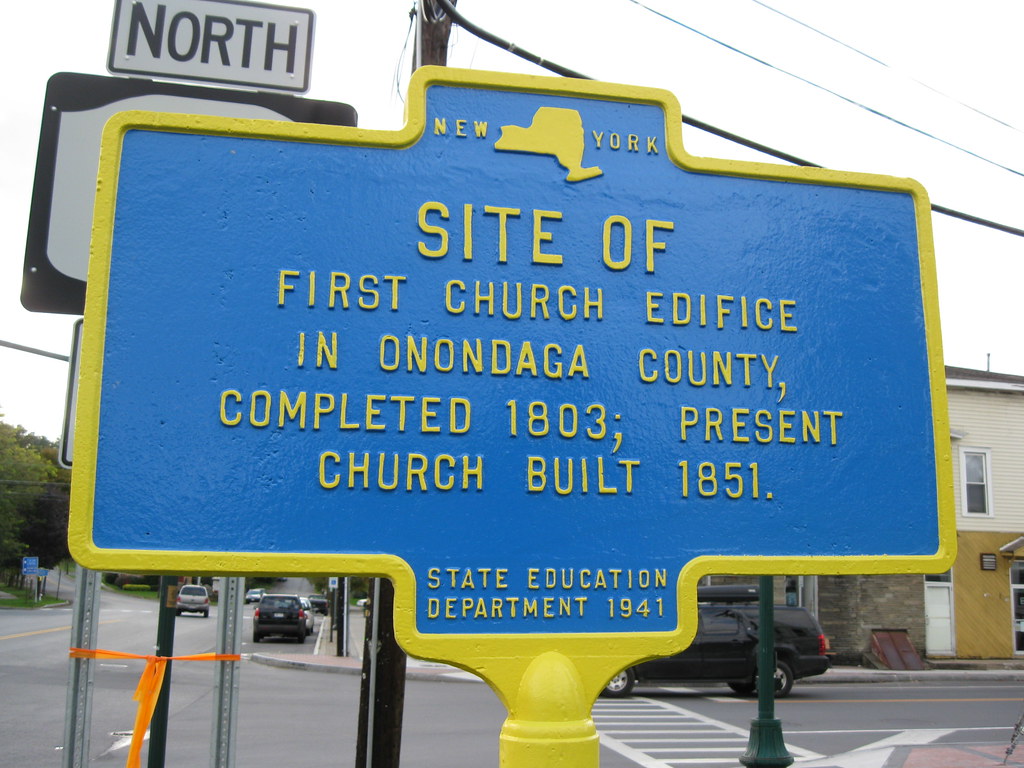 NORTH
NEW YORK
SITE OF
FIRST CHURCH EDIFICE
IN ONONDAGA COUNTY,
COMPLETED 1803; PRESENT
CHURCH BUILT 1851.
STATE EDUCATION
DEPARTMENT 1941